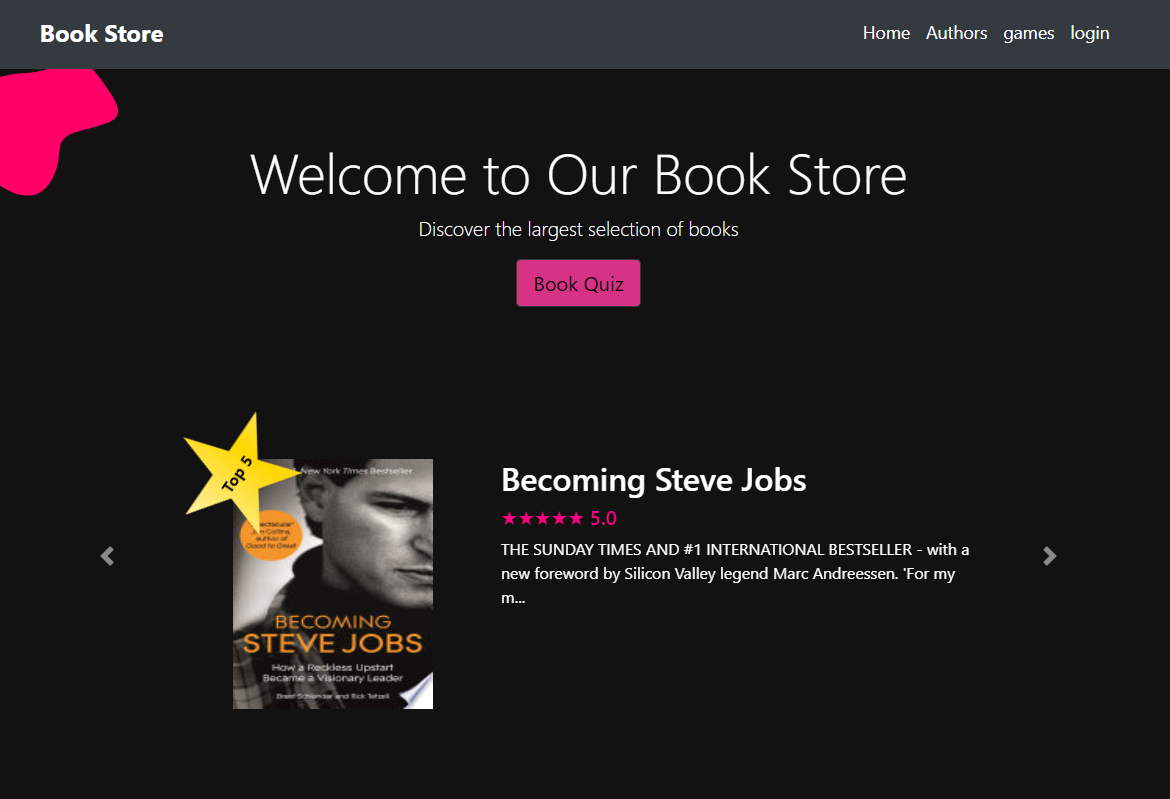 Book Store
Home Authors games login
Welcome to Our Book Store
Discover the largest selection of books
Book Quiz
Top 5
New York Times Bestseller
Jim Collins,
author of
Good to Great
BECOMING
STEVE JOBS
How a Reckless Upstart
Became a Visionary Leader
Brent Schlender and Rick Tetzeli
Becoming Steve Jobs
★★★★★ 5.0
THE SUNDAY TIMES AND #1 INTERNATIONAL BESTSELLER - with a
new foreword by Silicon Valley legend Marc Andreessen. 'For my
m...